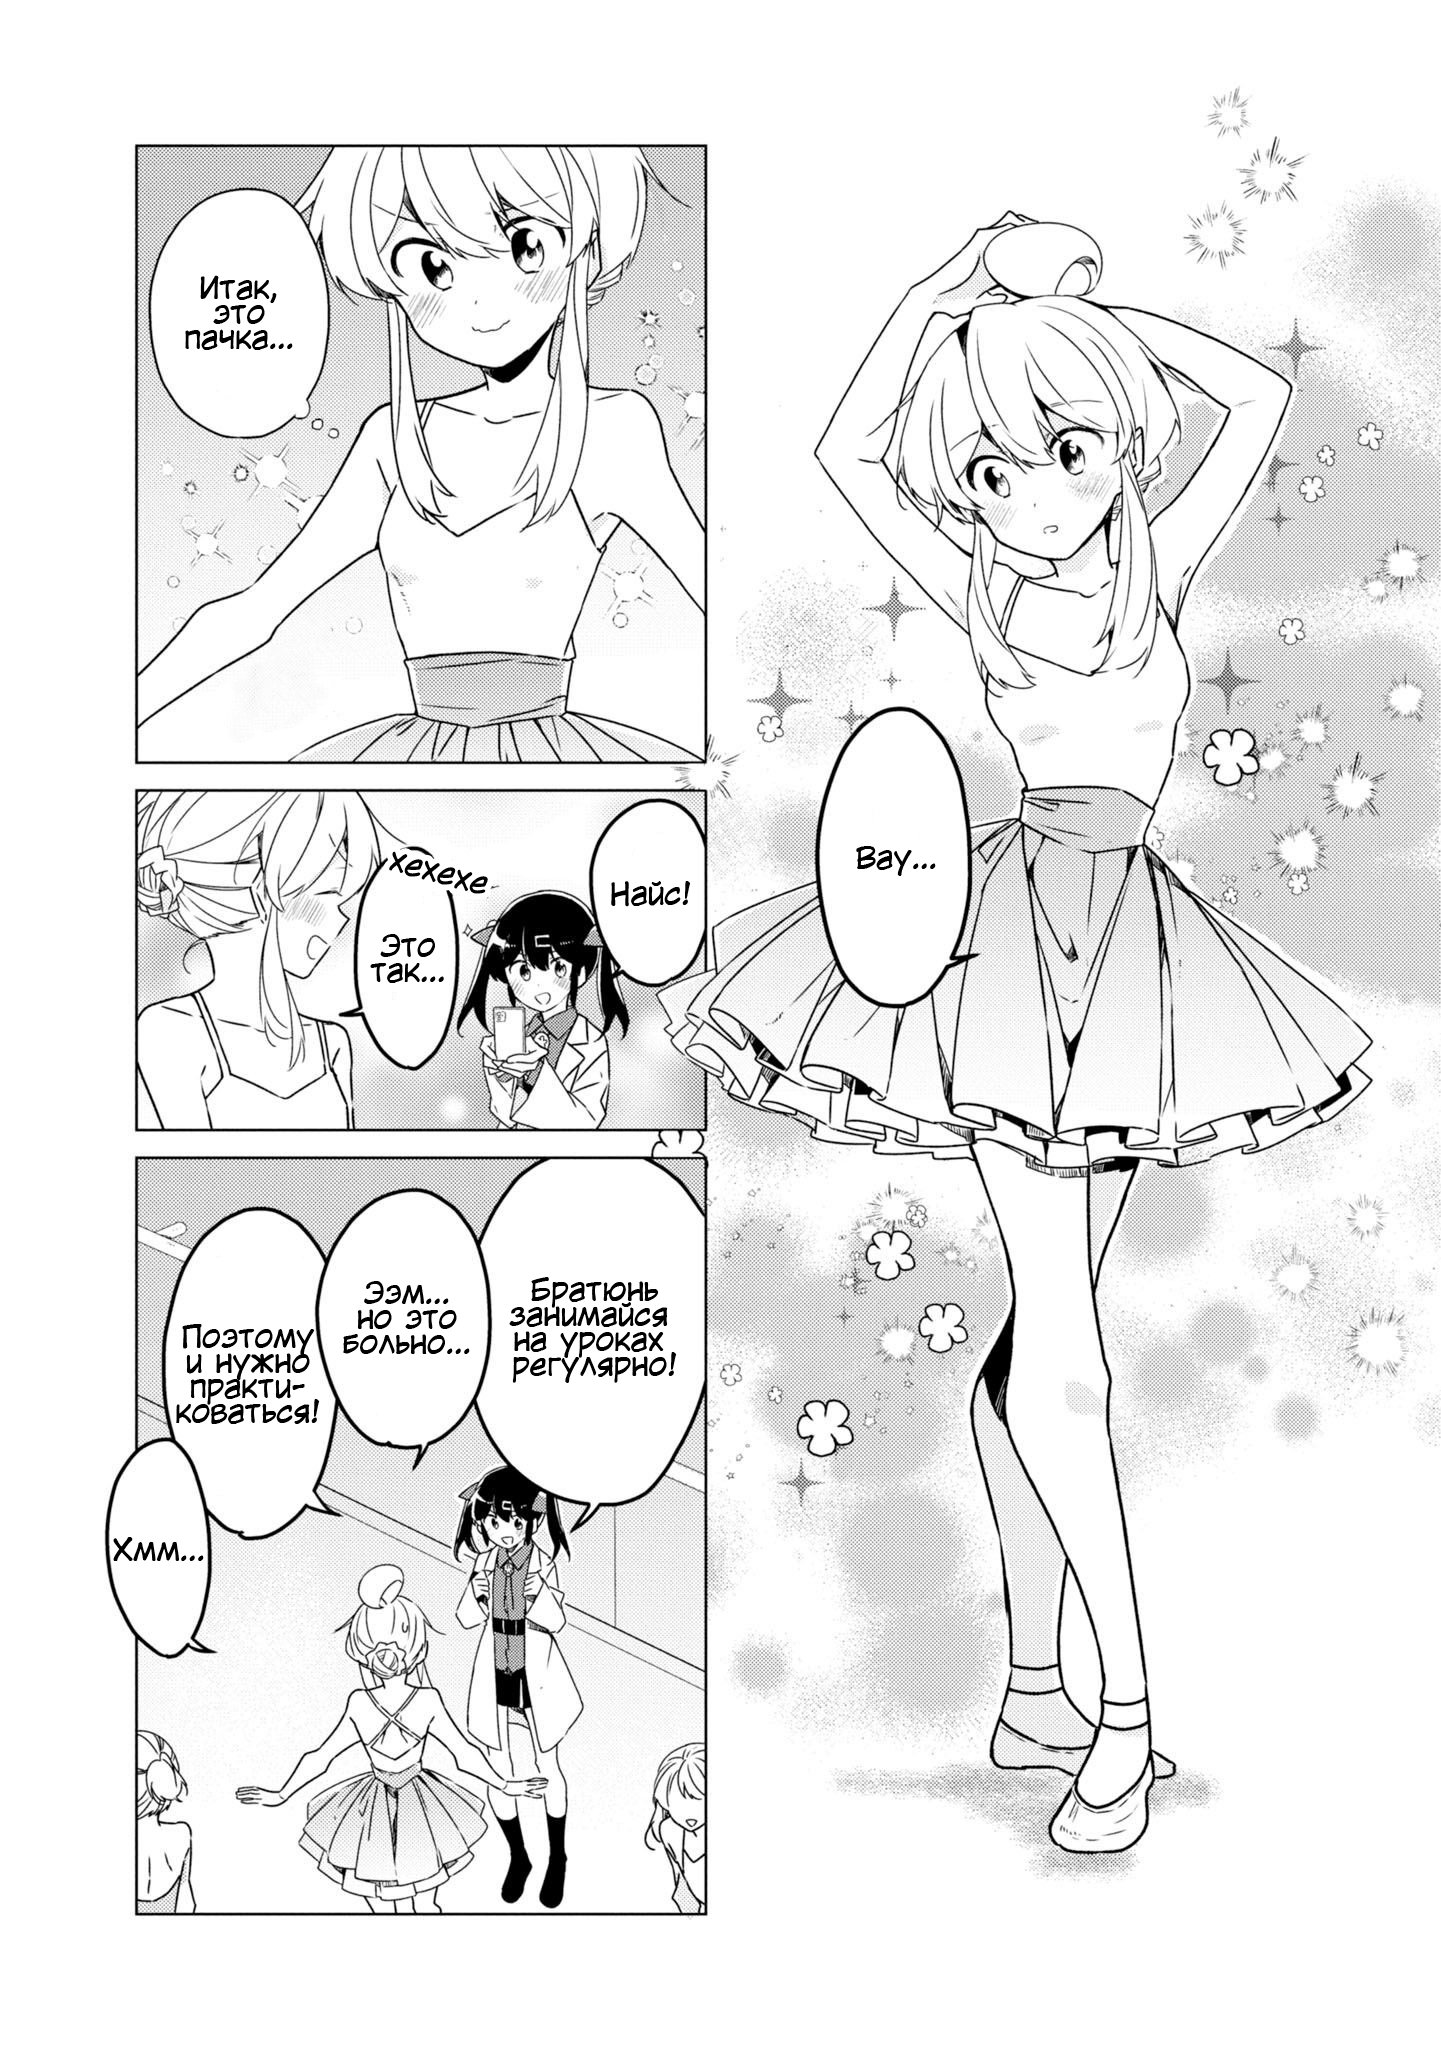 Вау...
Итак,
это
пачка...
Найс!
хехехе
Это
так...
Братюнь
занимайся
на уроках
регулярно!
Ээм...
но это
больно...
Поэтому
и нужно
практи-
коваться!
Хмм...